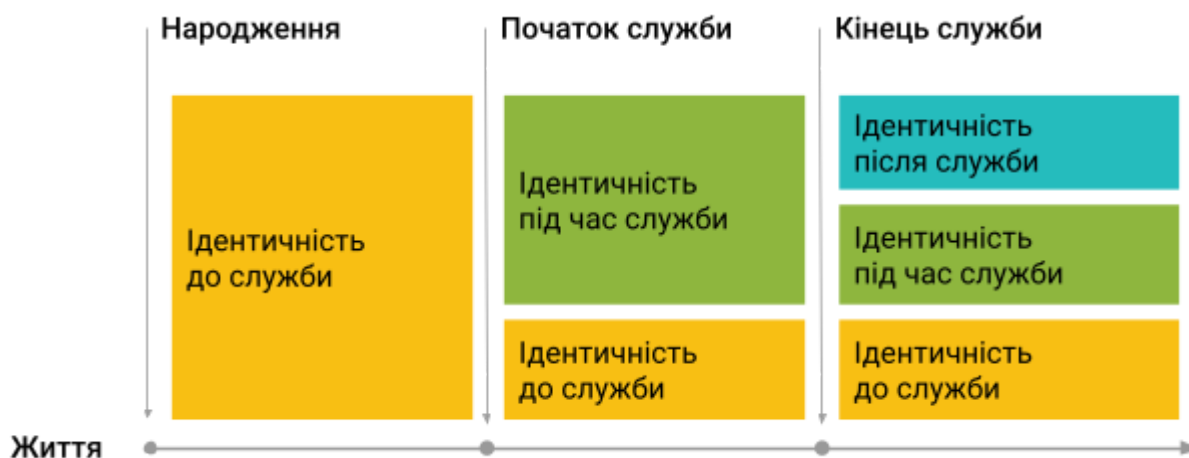 Народження
Початок служби
Кінець служби
Ідентичність
до служби
Ідентичність
під час служби
Ідентичність
до служби
Ідентичність
після служби
Ідентичність
під час служби
Ідентичність
до служби
Життя